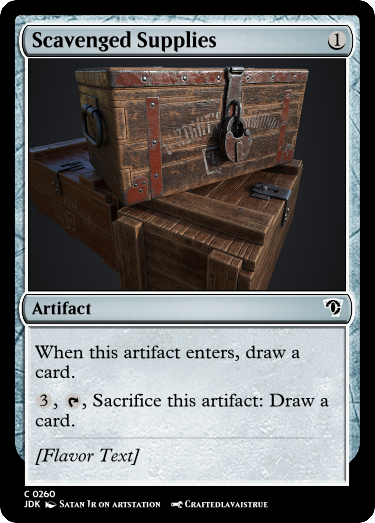 Scavenged Supplies 1
Artifact
When this artifact enters, draw a
card.
3, , Sacrifice this artifact: Draw a
card.
[Flavor Text]
C 0260
JDK Satan Jr on artstation Craftedlavaistrue